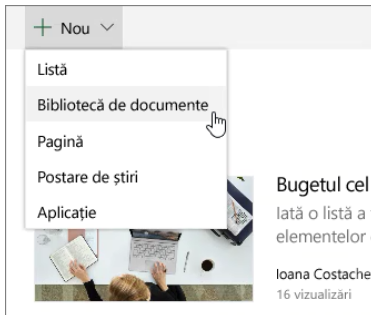 + Nou
Listă
Bibliotecă de documente
Pagină
Postare de știri
Aplicație
Bugetul cel
Iată o listă a
elementelor
Ioana Costache
16 vizualizări